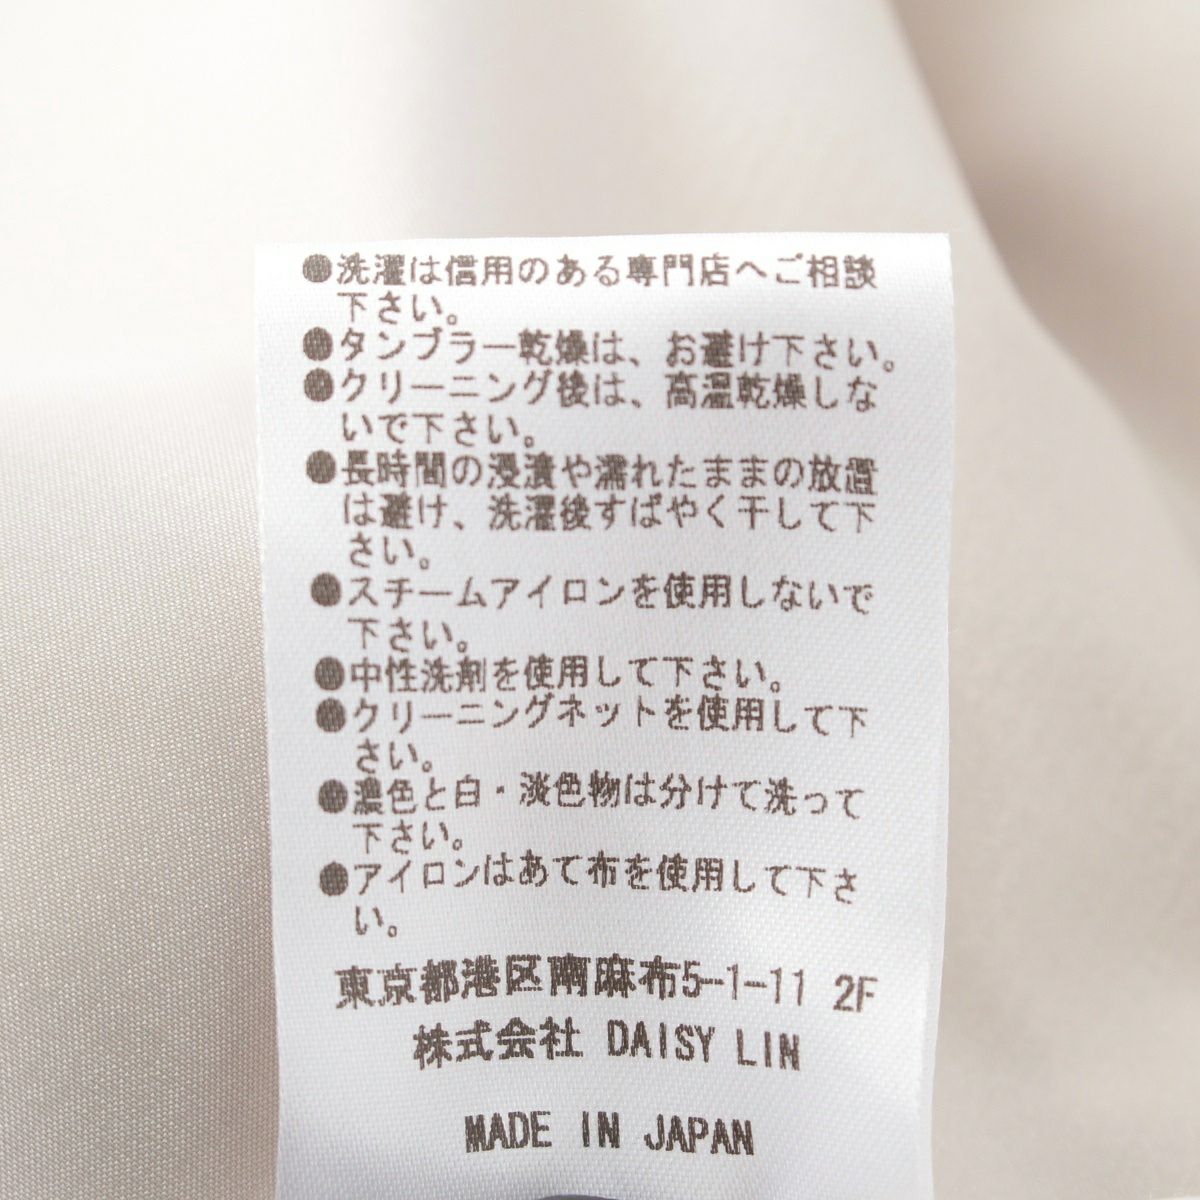 ●洗濯は信用のある専門店へご相談
下さい。
●タンブラー乾燥は、お避け下さい。
●クリーニング後は、高温乾燥しな
いで下さい。
●長時間の浸漬や濡れたままの放置
は避け、洗濯後すばやく干して下
さい。
●スチームアイロンを使用しないで
下さい。
●中性洗剤を使用して下さい。
●クリーニングネットを使用して下
さい。
●濃色と白・淡色物は分けて洗って
下さい。
●アイロンはあて布を使用して下さ
い。
東京都港区南麻布5-1-11 2F
株式会社 DAISY LIN
MADE IN JAPAN